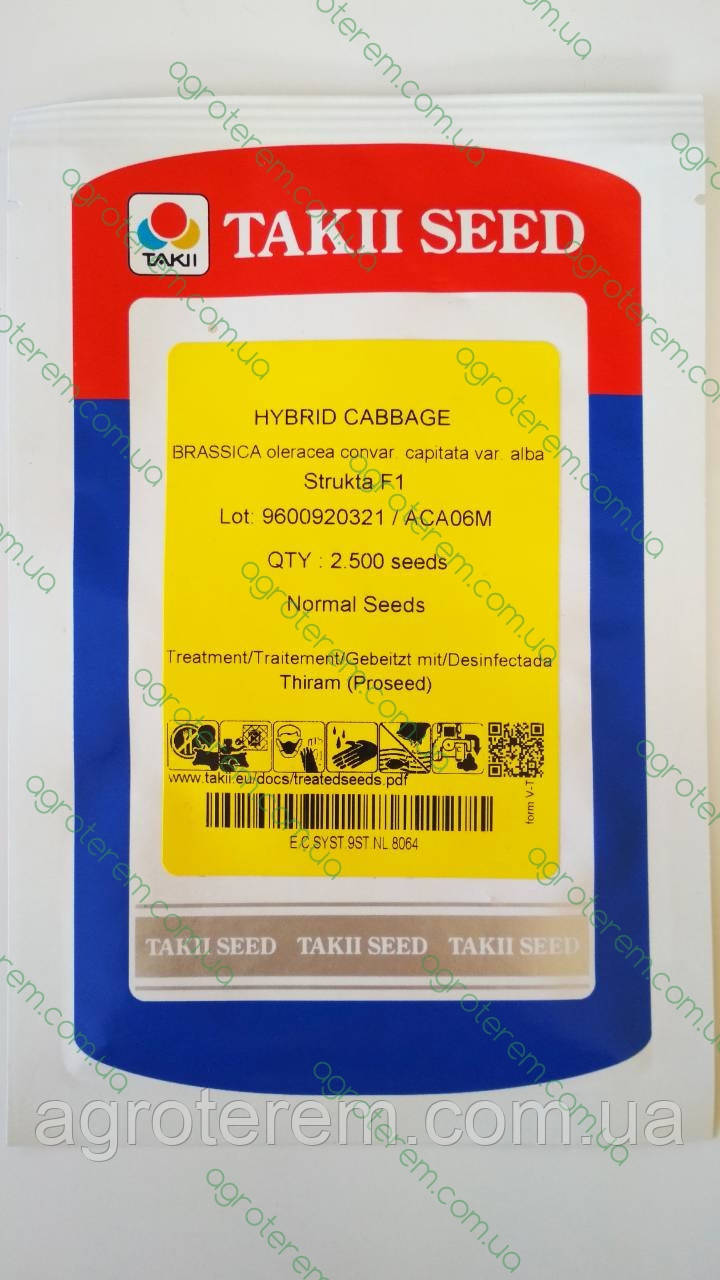 TAKII
TAKII SEED
HYBRID CABBAGE
BRASSICA oleracea convar. capitata var. alba
Strukta F1
Lot: 9600920321 / ACA06M
QTY : 2.500 seeds
Normal Seeds
Treatment/Traitement/Gebeitzt mit/Desinfectada
Thiram (Proseed)
www.takii.eu/docs/treatedseeds.pdf
form V-T
E.C.SYST.9ST.NL 8064
TAKII SEED TAKII SEED TAKII SEED
agroterem.com.ua